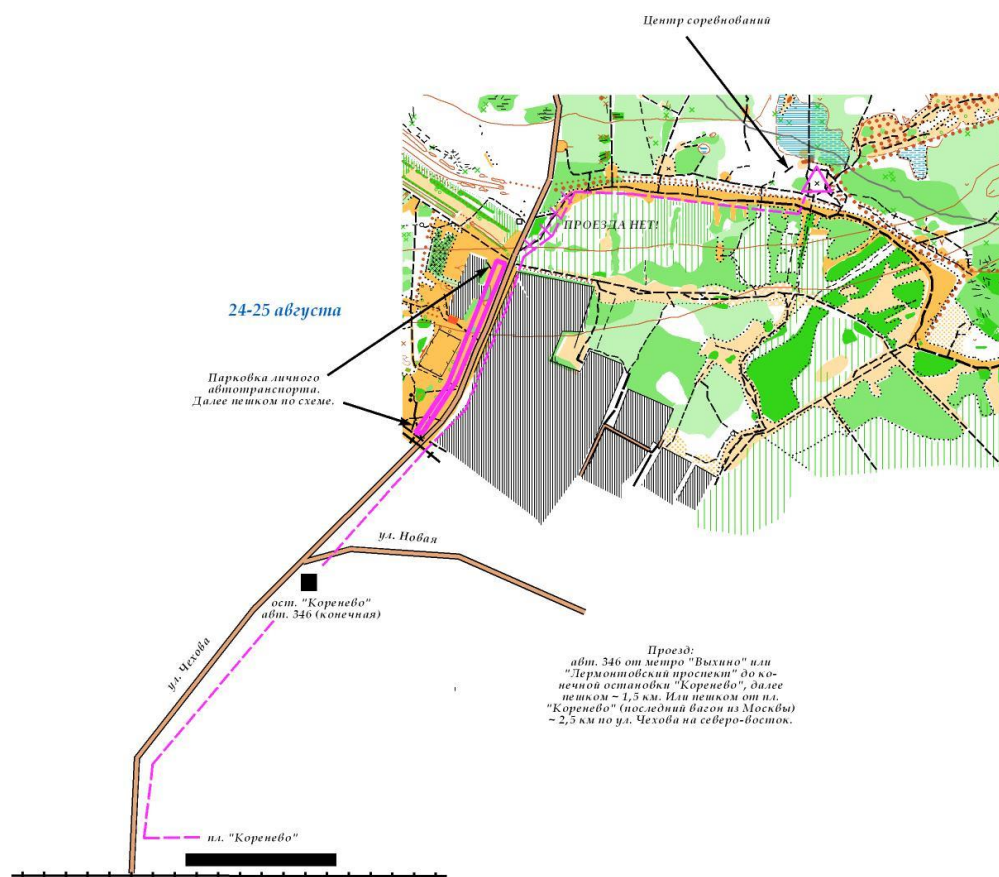 Центр соревнований
ПРОЕЗДА НЕТ!
24-25 августа
Парковка личного
автотранспорта.
Далее пешком по схеме.
ул. Новая
ост. "Коренево"
авт. 346 (конечная)
ул. Чехова
Проезд:
авт. 346 от метро "Выхино" или
"Лермонтовский проспект" до ко-
нечной остановки "Коренево", далее
пешком ~ 1,5 км. Или пешком от пл.
"Коренево" (последний вагон из Москвы)
~ 2,5 км по ул. Чехова на северо-восток.
пл. "Коренево"